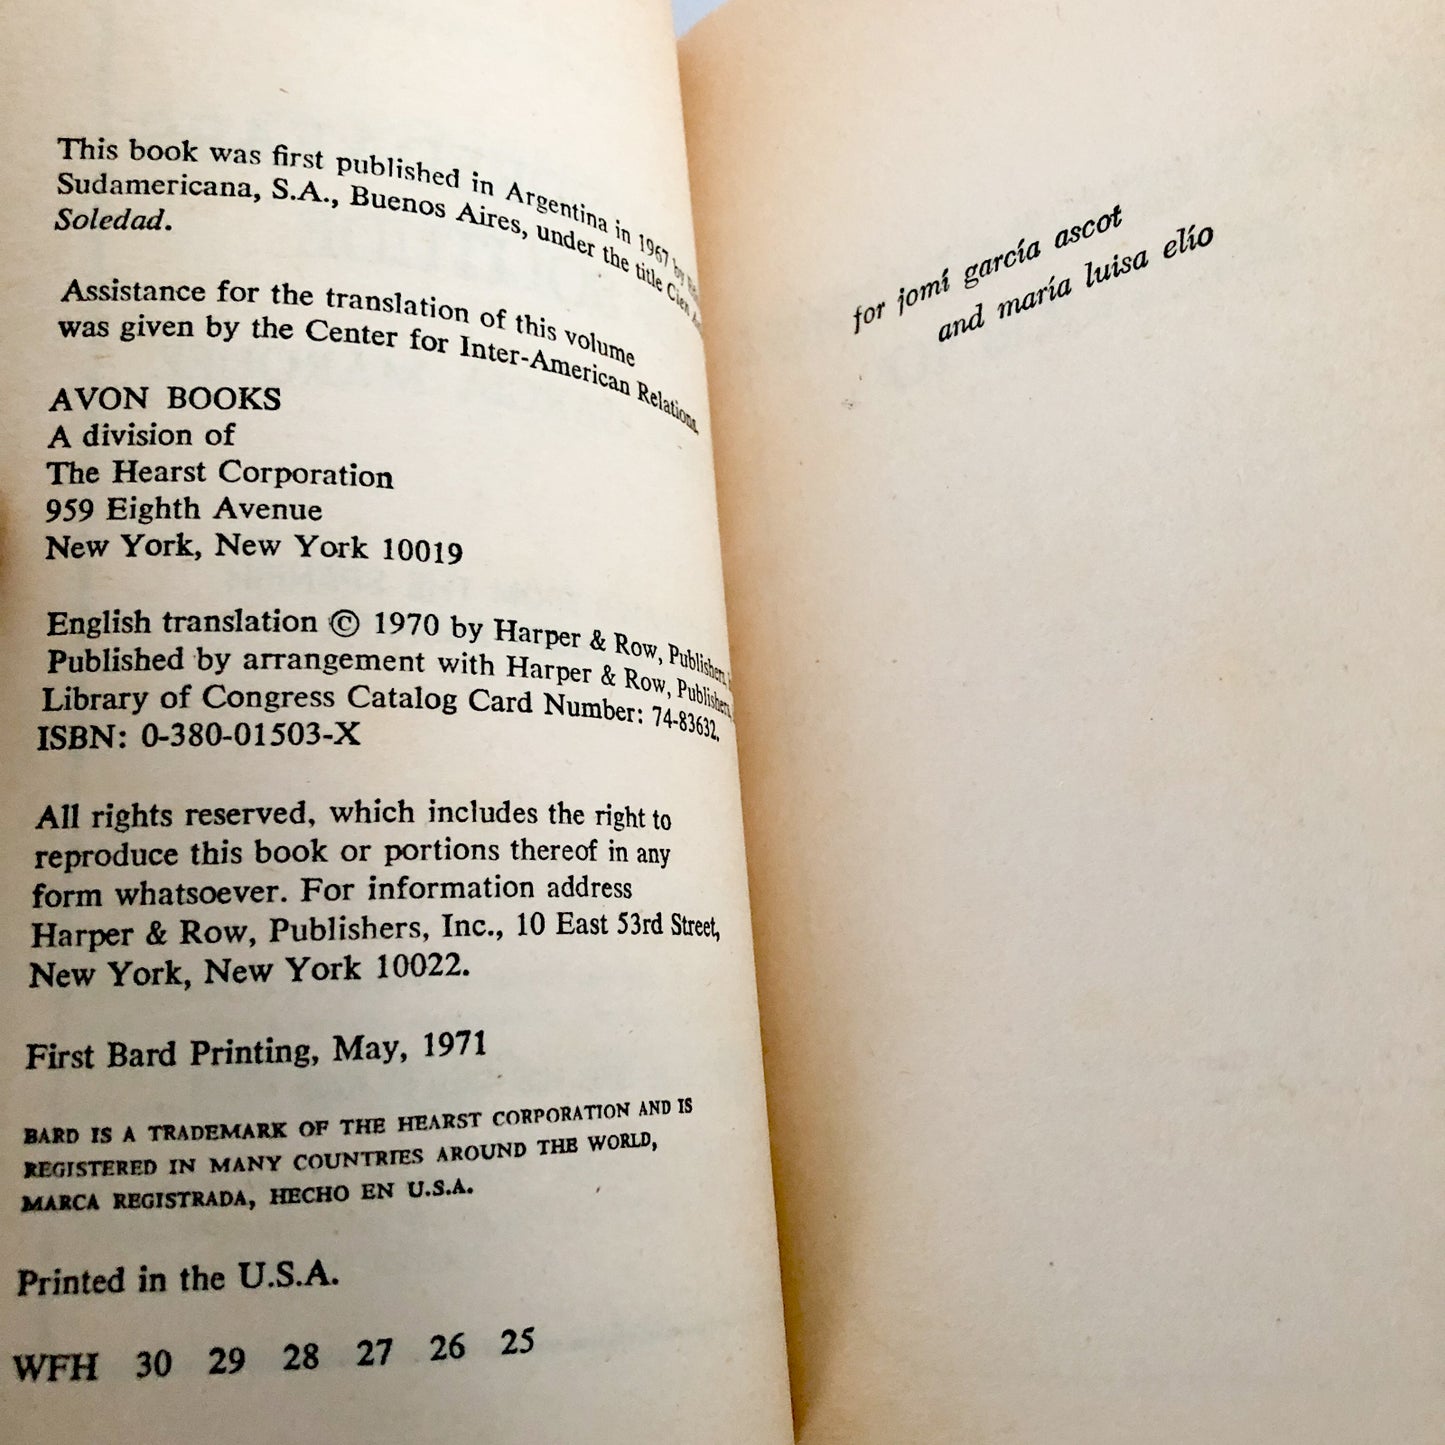 This book was first published in Argentina in 1967 by
Sudamericana, S.A., Buenos Aires, under the title Cien
Soledad.
Assistance for the translation of this volume
was given by the Center for Inter-American Relations.
AVON BOOKS
A division of
The Hearst Corporation
959 Eighth Avenue
New York, New York 10019
English translation © 1970 by Harper & Row, Publishers,
Published by arrangement with Harper & Row, Publishers,
Library of Congress Catalog Card Number: 74-83632.
ISBN: 0-380-01503-X
All rights reserved, which includes the right to
reproduce this book or portions thereof in any
form whatsoever. For information address
Harper & Row, Publishers, Inc., 10 East 53rd Street,
New York, New York 10022.
First Bard Printing, May, 1971
BARD IS A TRADEMARK OF THE HEARST CORPORATION AND IS
REGISTERED IN MANY COUNTRIES AROUND THE WORLD,
MARCA REGISTRADA, HECHO EN U.S.A.
Printed in the U.S.A.
WFH 30 29 28 27 26 25
for jomí garcía ascot
and maría luisa elío